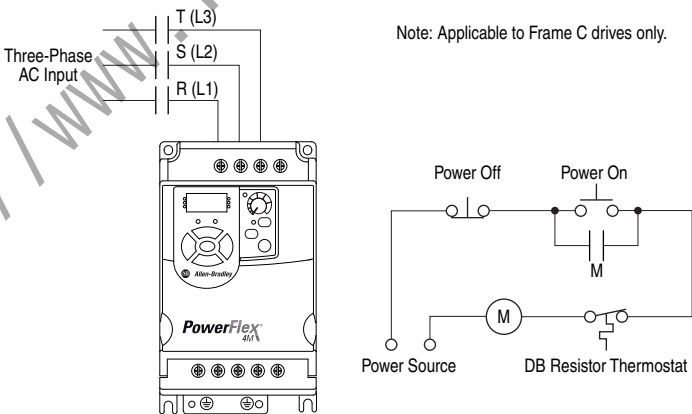 T (L3)
Note: Applicable to Frame C drives only.
Three-Phase
AC Input
S (L2)
R (L1)
Power Off
Power On
M
Allen-Bradley
PowerFlex
4M
M
Power Source
DB Resistor Thermostat